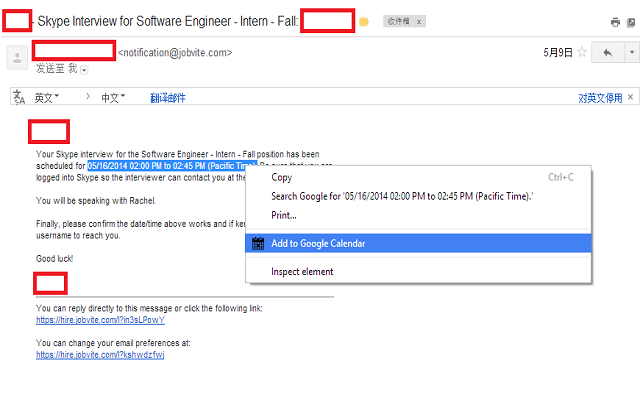 - Skype Interview for Software Engineer - Intern - Fall:
收件箱 x
<notification@jobvite.com>
5月9日
发送至 我
英文 > 中文 翻译邮件
对英文停用 ×
Your Skype interview for the Software Engineer - Intern - Fall position has been
scheduled for 05/16/2014 02:00 PM to 02:45 PM (Pacific Time).
logged into Skype so the interviewer can contact you at the
You will be speaking with Rachel.
Finally, please confirm the date/time above works and if
username to reach you.
Good luck!
Copy Ctrl+C
Search Google for '05/16/2014 02:00 PM to 02:45 PM (Pacific Time).'
Print...
Add to Google Calendar
Inspect element
You can reply directly to this message or click the following link:
https://hire.jobvite.com/l?in3sLPowY
You can change your email preferences at:
https://hire.jobvite.com/l?kshwdzfwj